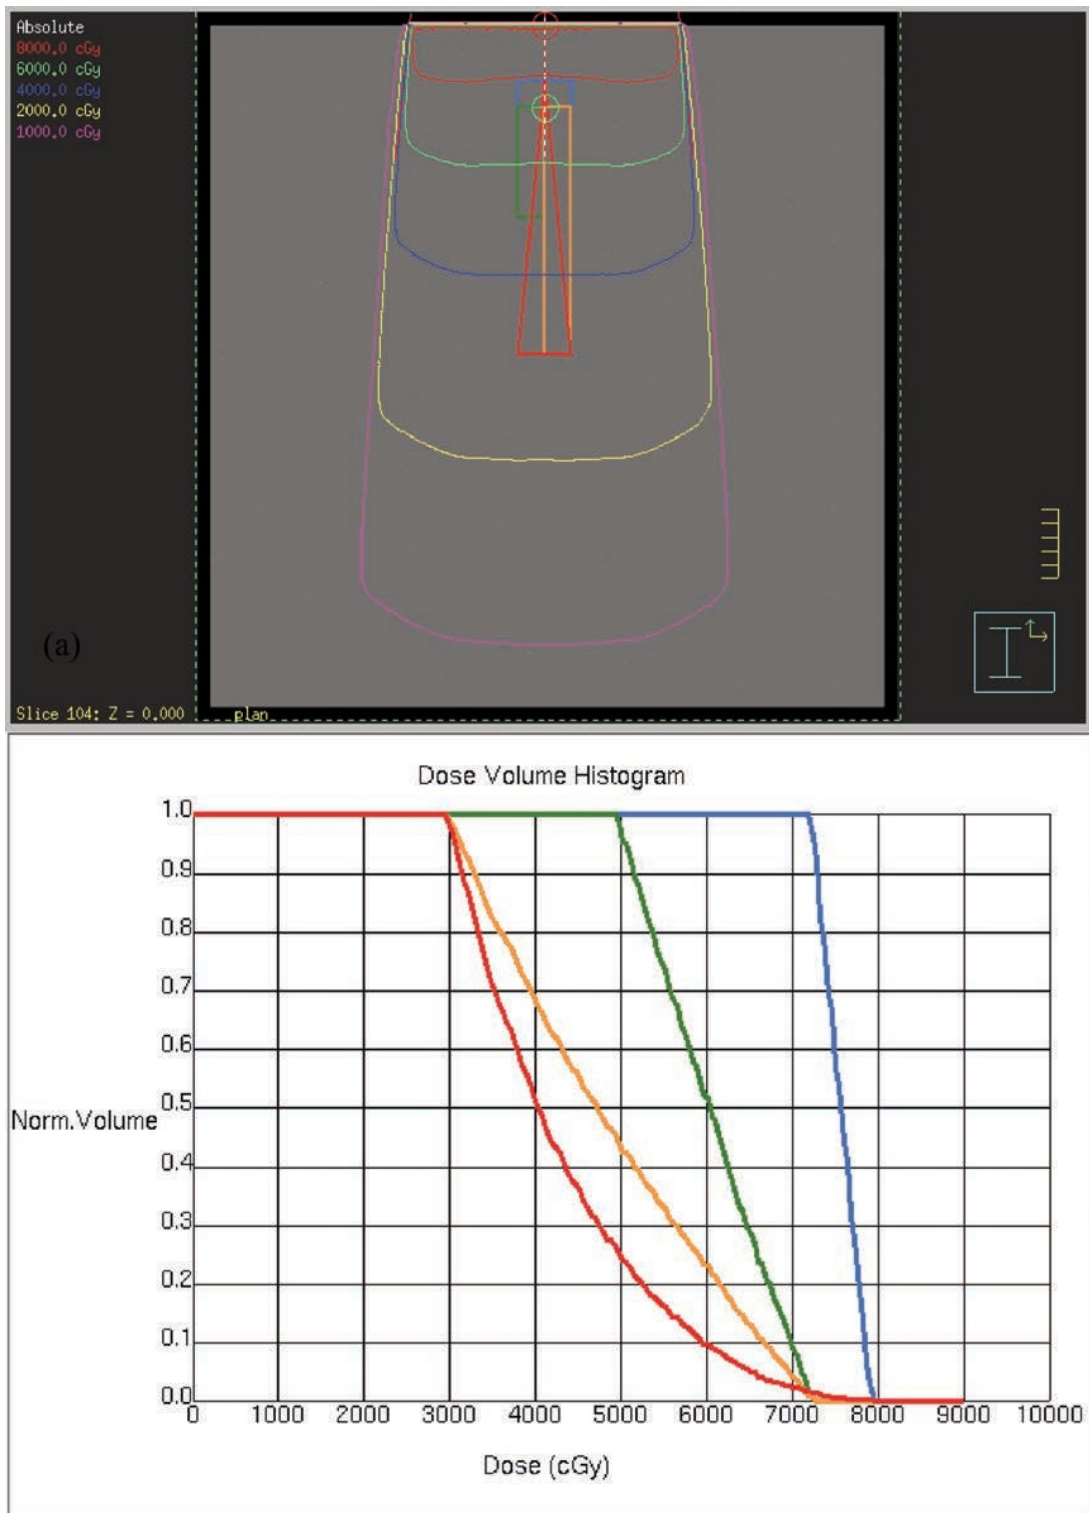 Absolute
8000.0 cGy
6000.0 cGy
4000.0 cGy
2000.0 cGy
1000.0 cGy
(a)
Slice 104: Z = 0.000
plan
Dose Volume Histogram
1.0
0.9
0.8
0.7
0.6
Norm.Volume
0.5
0.4
0.3
0.2
0.1
0.0
0 1000 2000 3000 4000 5000 6000 7000 8000 9000 10000
Dose (cGy)